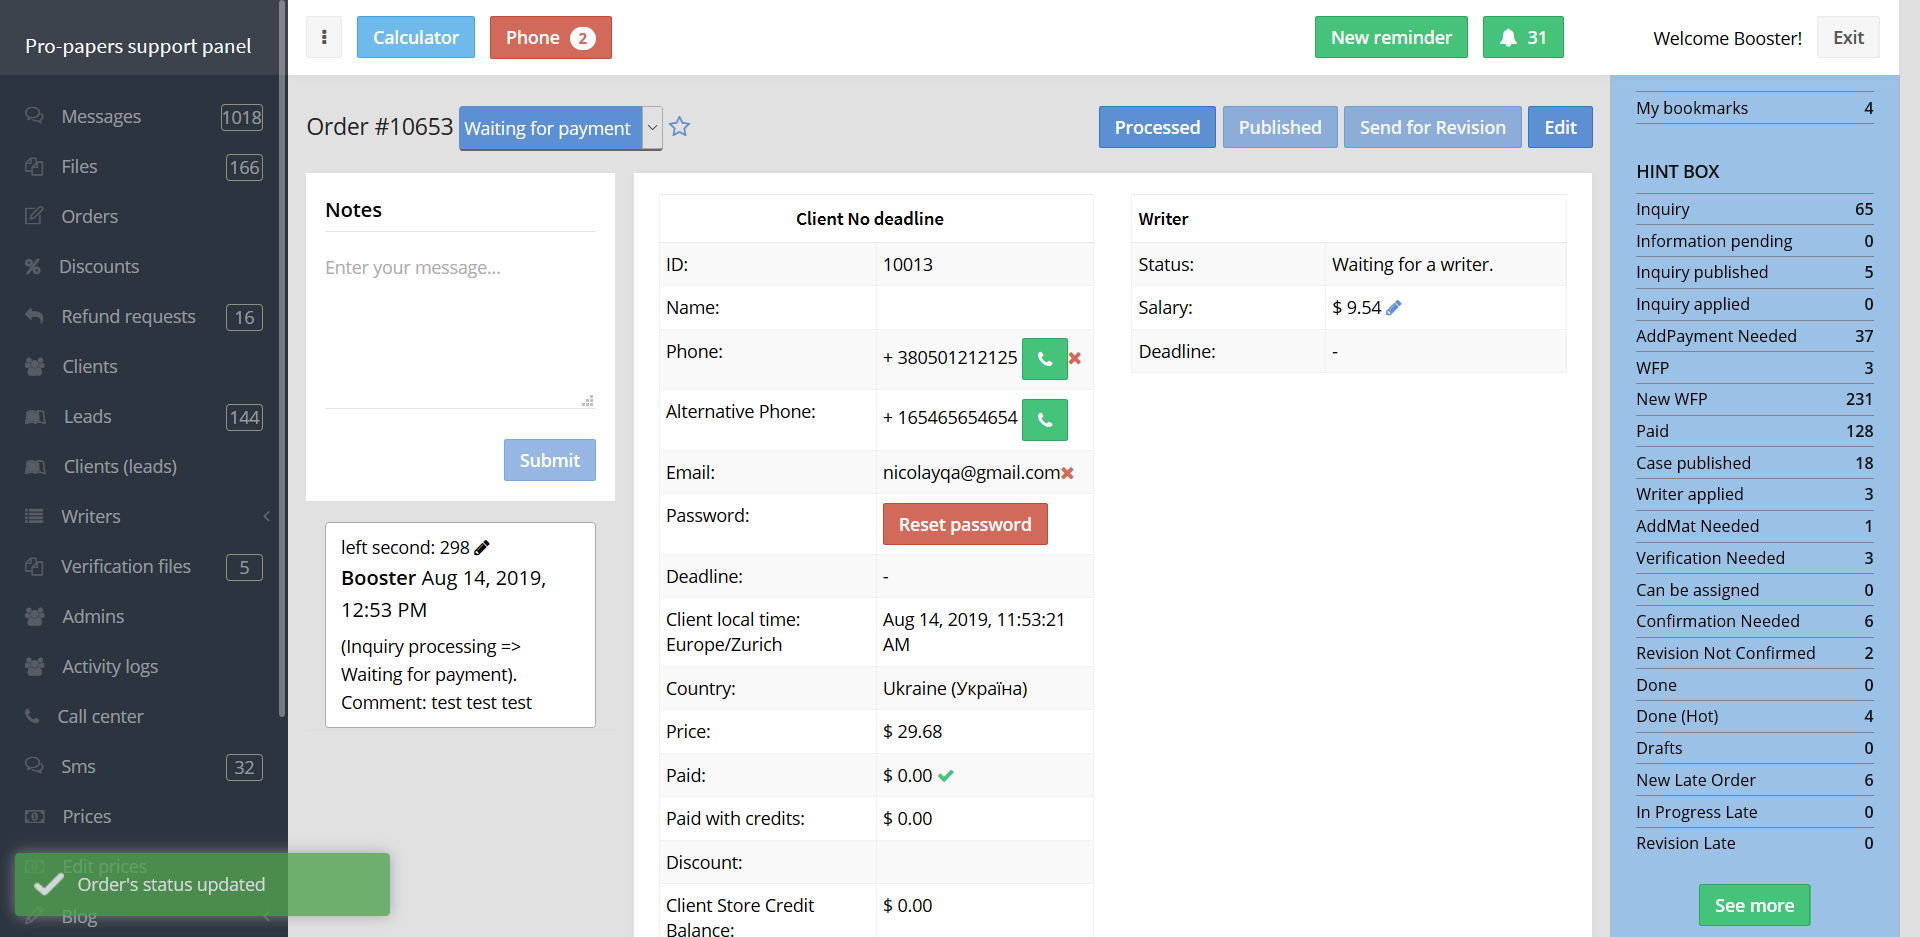 Pro-papers support panel
Calculator
Phone 2
New reminder
31
Welcome Booster!
Exit
Messages 1018
Files 166
Orders
Discounts
Refund requests 16
Clients
Leads 144
Clients (leads)
Writers
Verification files 5
Admins
Activity logs
Call center
Sms 32
Prices
Edit prices
Order's status updated
Blog
Order #10653 Waiting for payment
Processed
Published
Send for Revision
Edit
Notes
Enter your message...
Submit
left second: 298
Booster Aug 14, 2019,
12:53 PM
(Inquiry processing =>
Waiting for payment).
Comment: test test test
Client No deadline
ID: 10013
Name:
Phone: + 380501212125
Alternative Phone: + 165465654654
Email: nicolayqa@gmail.com
Password: Reset password
Deadline: -
Client local time: Aug 14, 2019, 11:53:21
Europe/Zurich AM
Country: Ukraine (Україна)
Price: $ 29.68
Paid: $ 0.00
Paid with credits: $ 0.00
Discount:
Client Store Credit $ 0.00
Balance:
Writer
Status: Waiting for a writer.
Salary: $ 9.54
Deadline: -
My bookmarks 4
HINT BOX
Inquiry 65
Information pending 0
Inquiry published 5
Inquiry applied 0
AddPayment Needed 37
WFP 3
New WFP 231
Paid 128
Case published 18
Writer applied 3
AddMat Needed 1
Verification Needed 3
Can be assigned 0
Confirmation Needed 6
Revision Not Confirmed 2
Done 0
Done (Hot) 4
Drafts 0
New Late Order 6
In Progress Late 0
Revision Late 0
See more